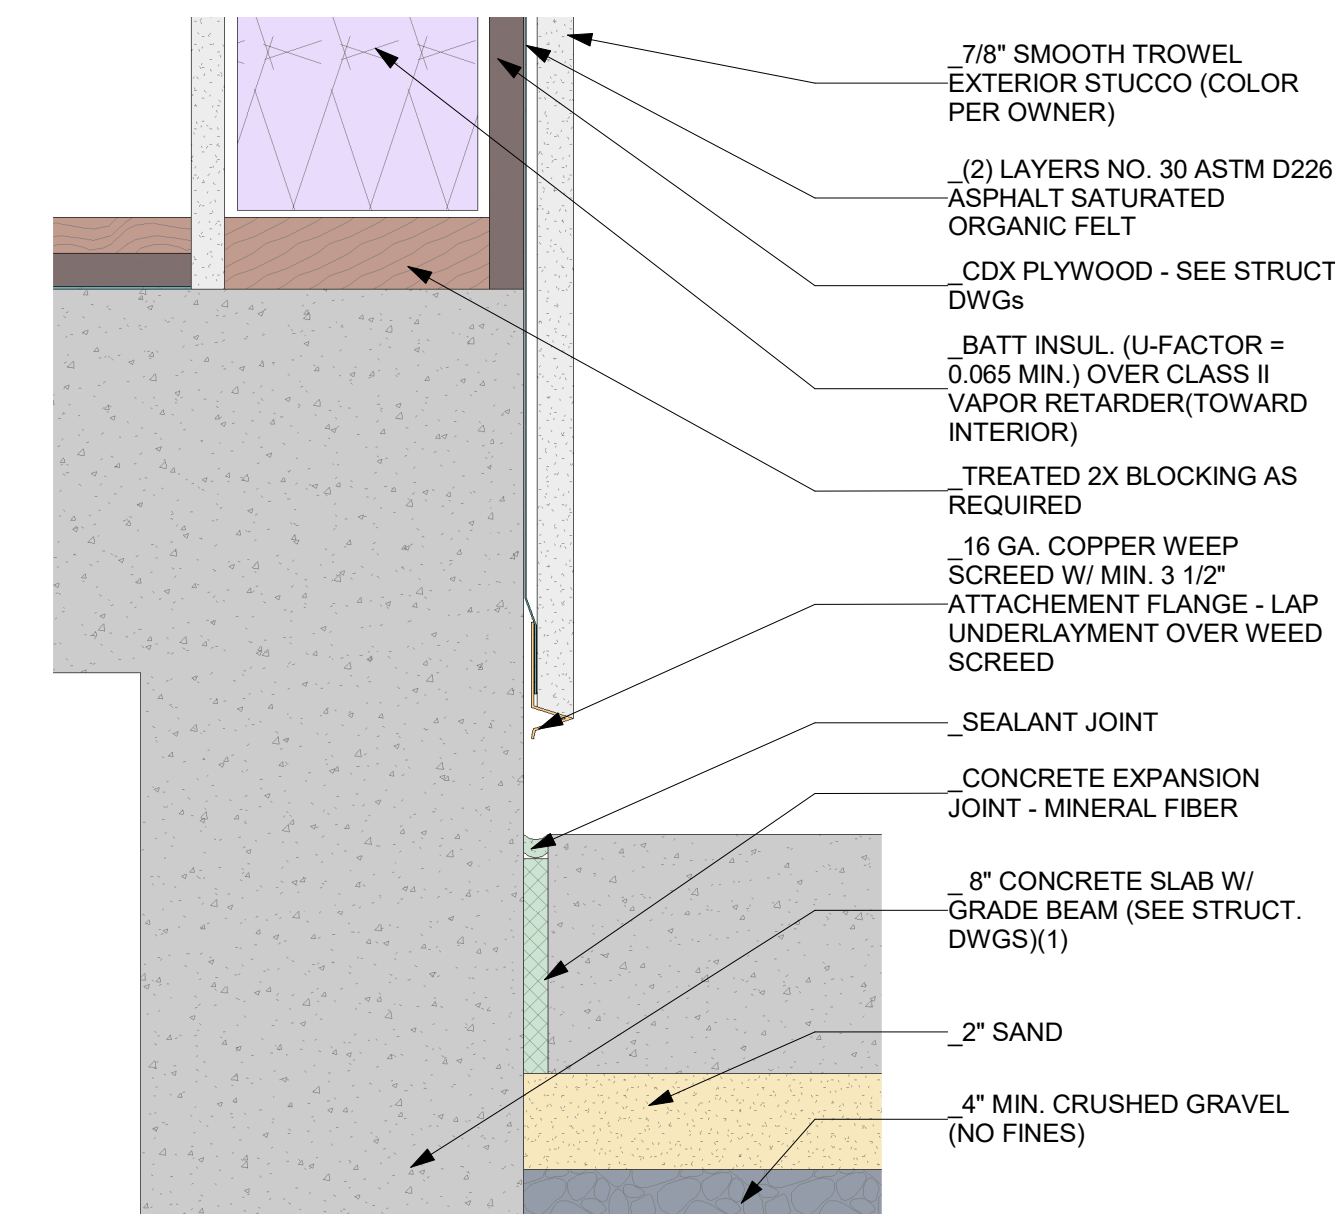 _7/8" SMOOTH TROWEL
EXTERIOR STUCCO (COLOR
PER OWNER)
_(2) LAYERS NO. 30 ASTM D226
ASPHALT SATURATED
ORGANIC FELT
_CDX PLYWOOD - SEE STRUCT
DWGs
_BATT INSUL. (U-FACTOR =
0.065 MIN.) OVER CLASS II
VAPOR RETARDER(TOWARD
INTERIOR)
_TREATED 2X BLOCKING AS
REQUIRED
_16 GA. COPPER WEEP
SCREED W/ MIN. 3 1/2"
ATTACHEMENT FLANGE - LAP
UNDERLAYMENT OVER WEED
SCREED
_SEALANT JOINT
_CONCRETE EXPANSION
JOINT - MINERAL FIBER
_ 8" CONCRETE SLAB W/
GRADE BEAM (SEE STRUCT.
DWGS)(1)
_2" SAND
_4" MIN. CRUSHED GRAVEL
(NO FINES)